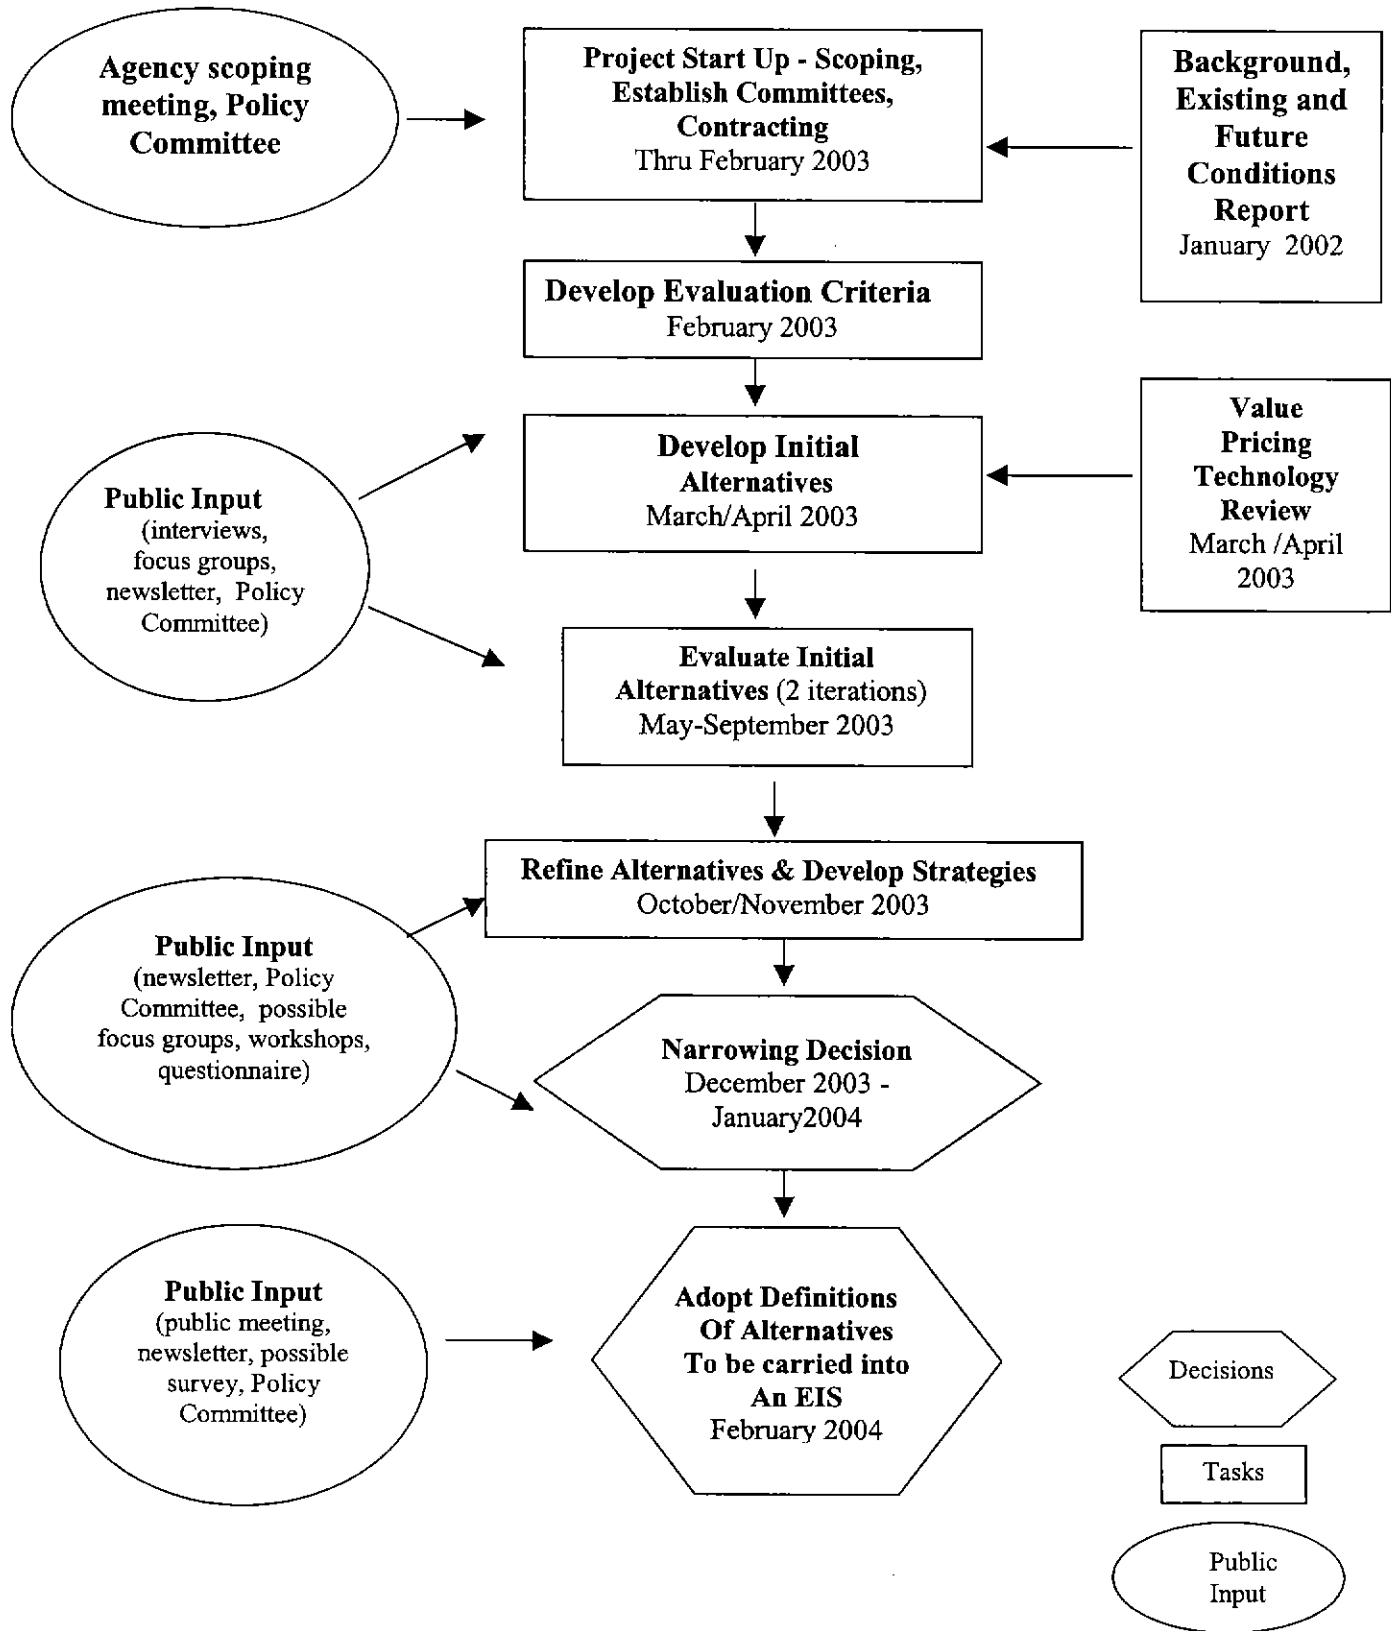 Agency scoping
meeting, Policy
Committee
Project Start Up - Scoping,
Establish Committees,
Contracting
Thru February 2003
Background,
Existing and
Future
Conditions
Report
January 2002
Develop Evaluation Criteria
February 2003
Public Input
(interviews,
focus groups,
newsletter, Policy
Committee)
Develop Initial
Alternatives
March/April 2003
Value
Pricing
Technology
Review
March /April
2003
Evaluate Initial
Alternatives (2 iterations)
May-September 2003
Refine Alternatives & Develop Strategies
October/November 2003
Public Input
(newsletter, Policy
Committee, possible
focus groups, workshops,
questionnaire)
Narrowing Decision
December 2003 -
January2004
Public Input
(public meeting,
newsletter, possible
survey, Policy
Committee)
Adopt Definitions
Of Alternatives
To be carried into
An EIS
February 2004
Decisions
Tasks
Public
Input